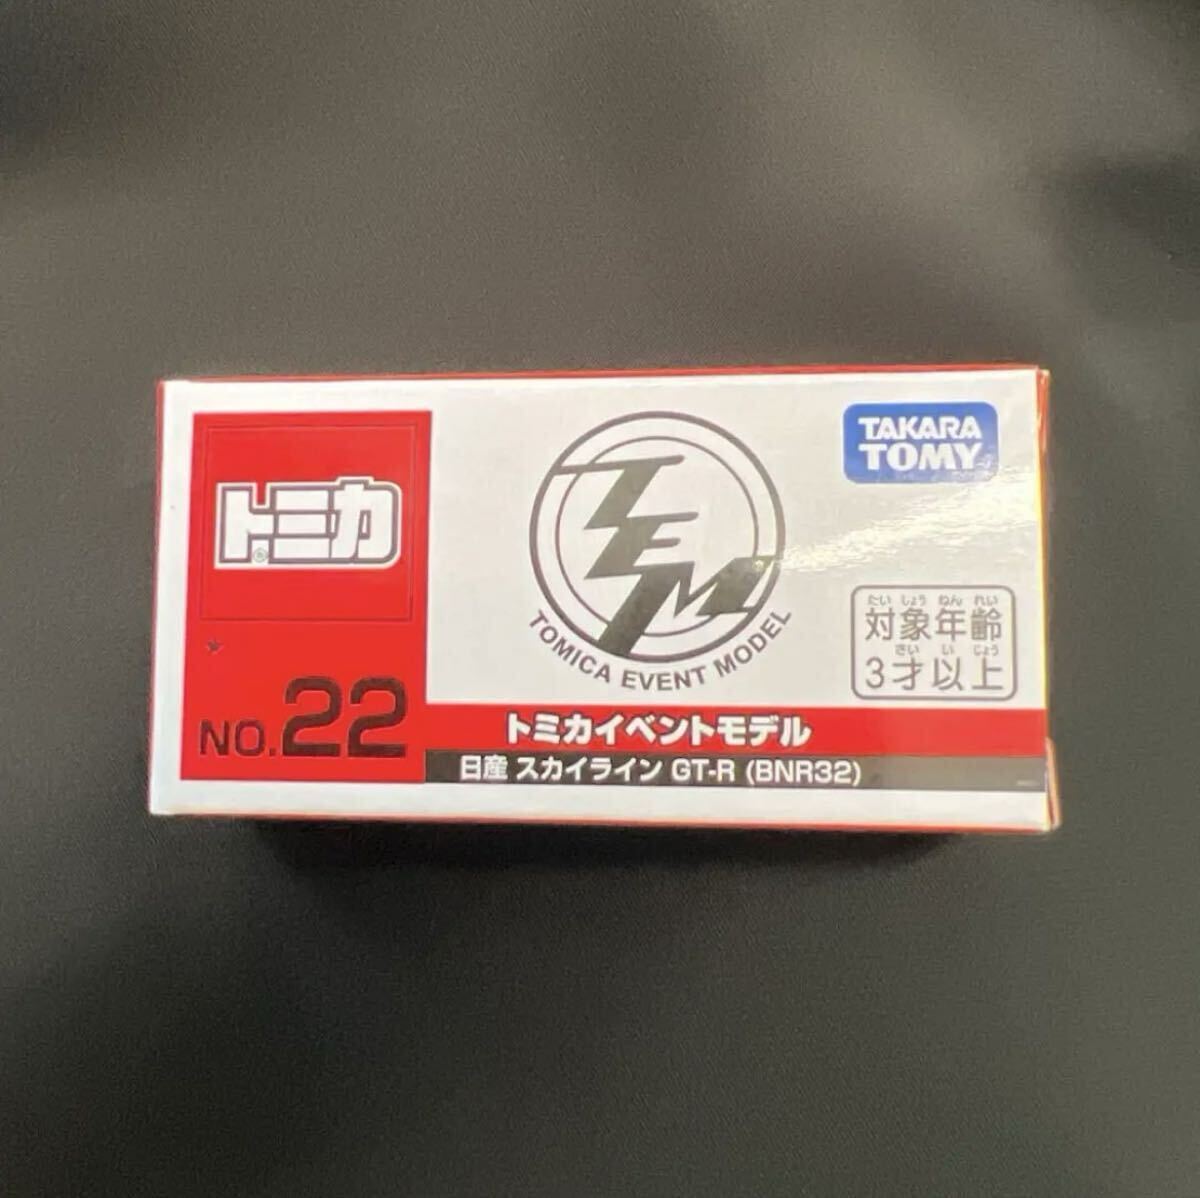 トミカ®
NO.22
TEM
TOMICA EVENT MODEL
TAKARA
TOMY
たい しょう ねん れい
対象年齢
さい い じょう
3才以上
トミカイベントモデル
日産 スカイライン GT-R (BNR32)